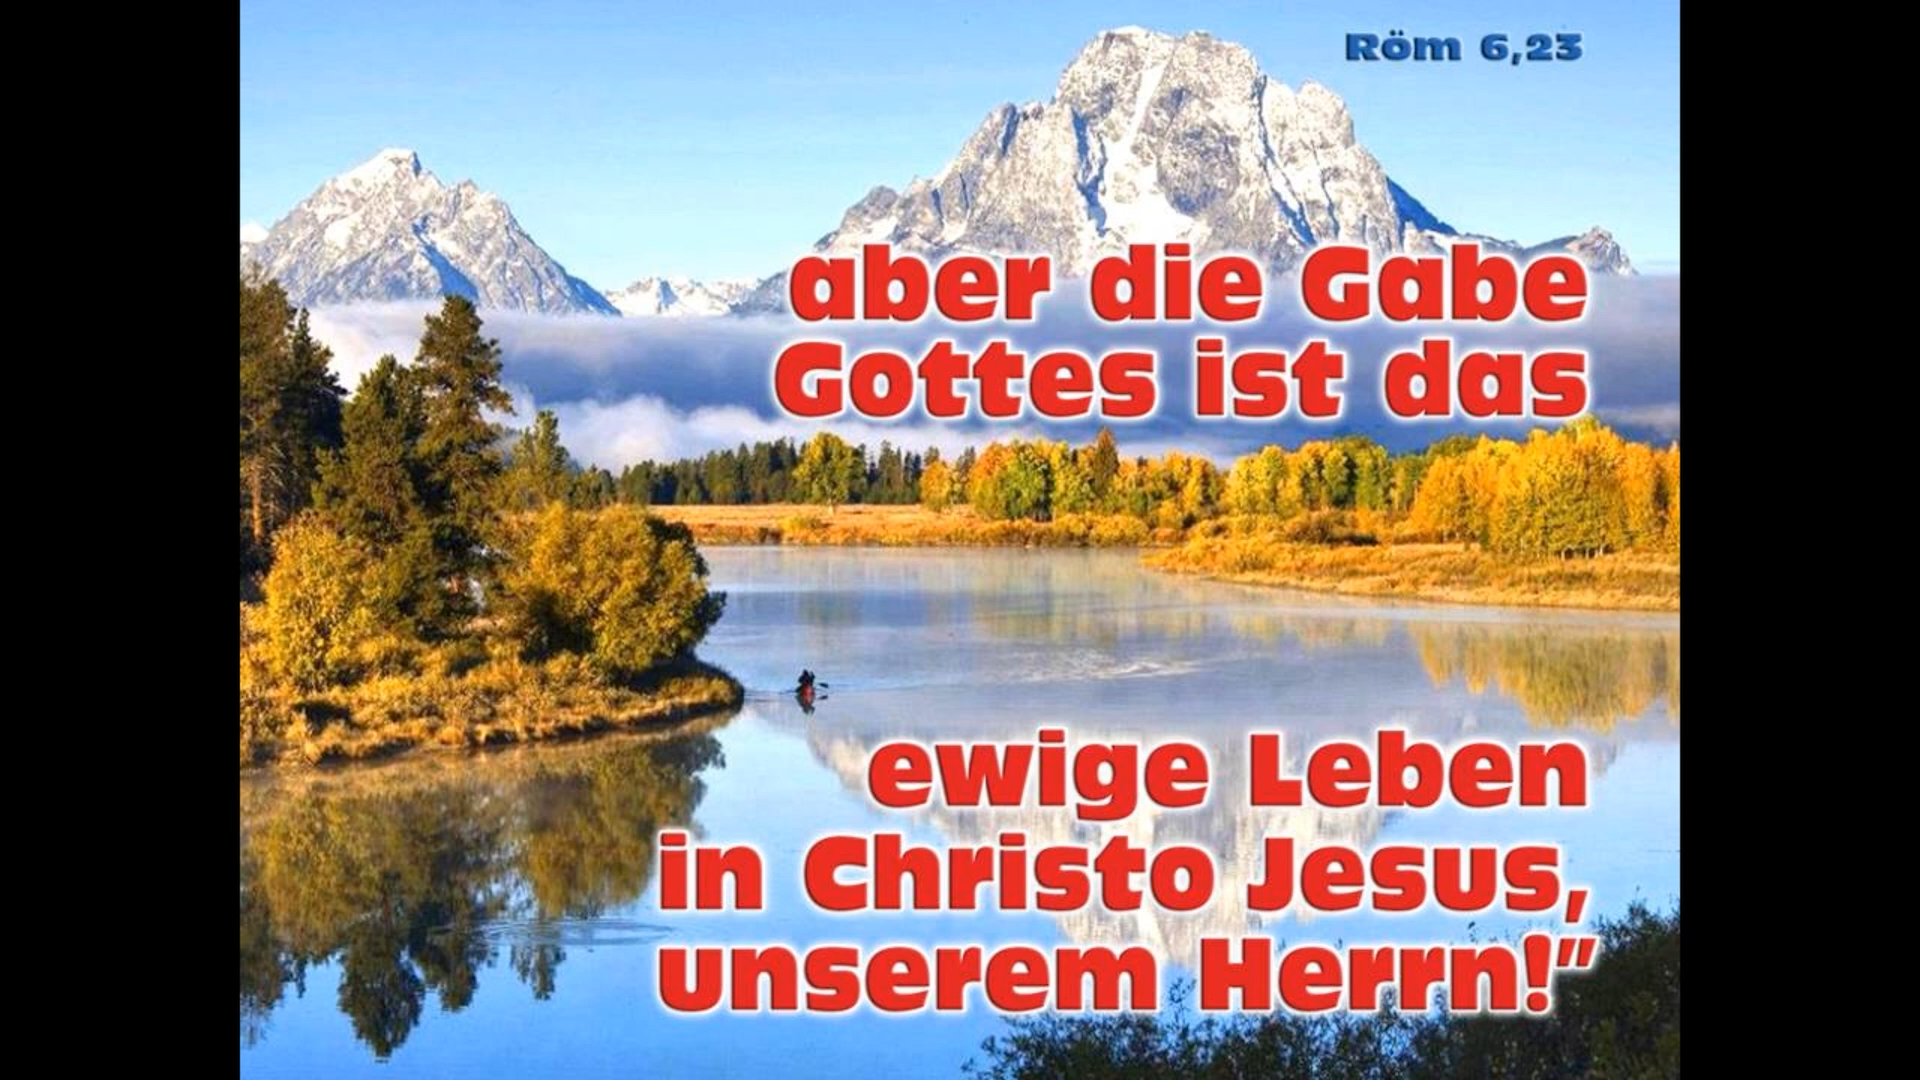 Röm 6,23
aber die Gabe
Gottes ist das
ewige Leben
in Christo Jesus,
unserem Herrn!”